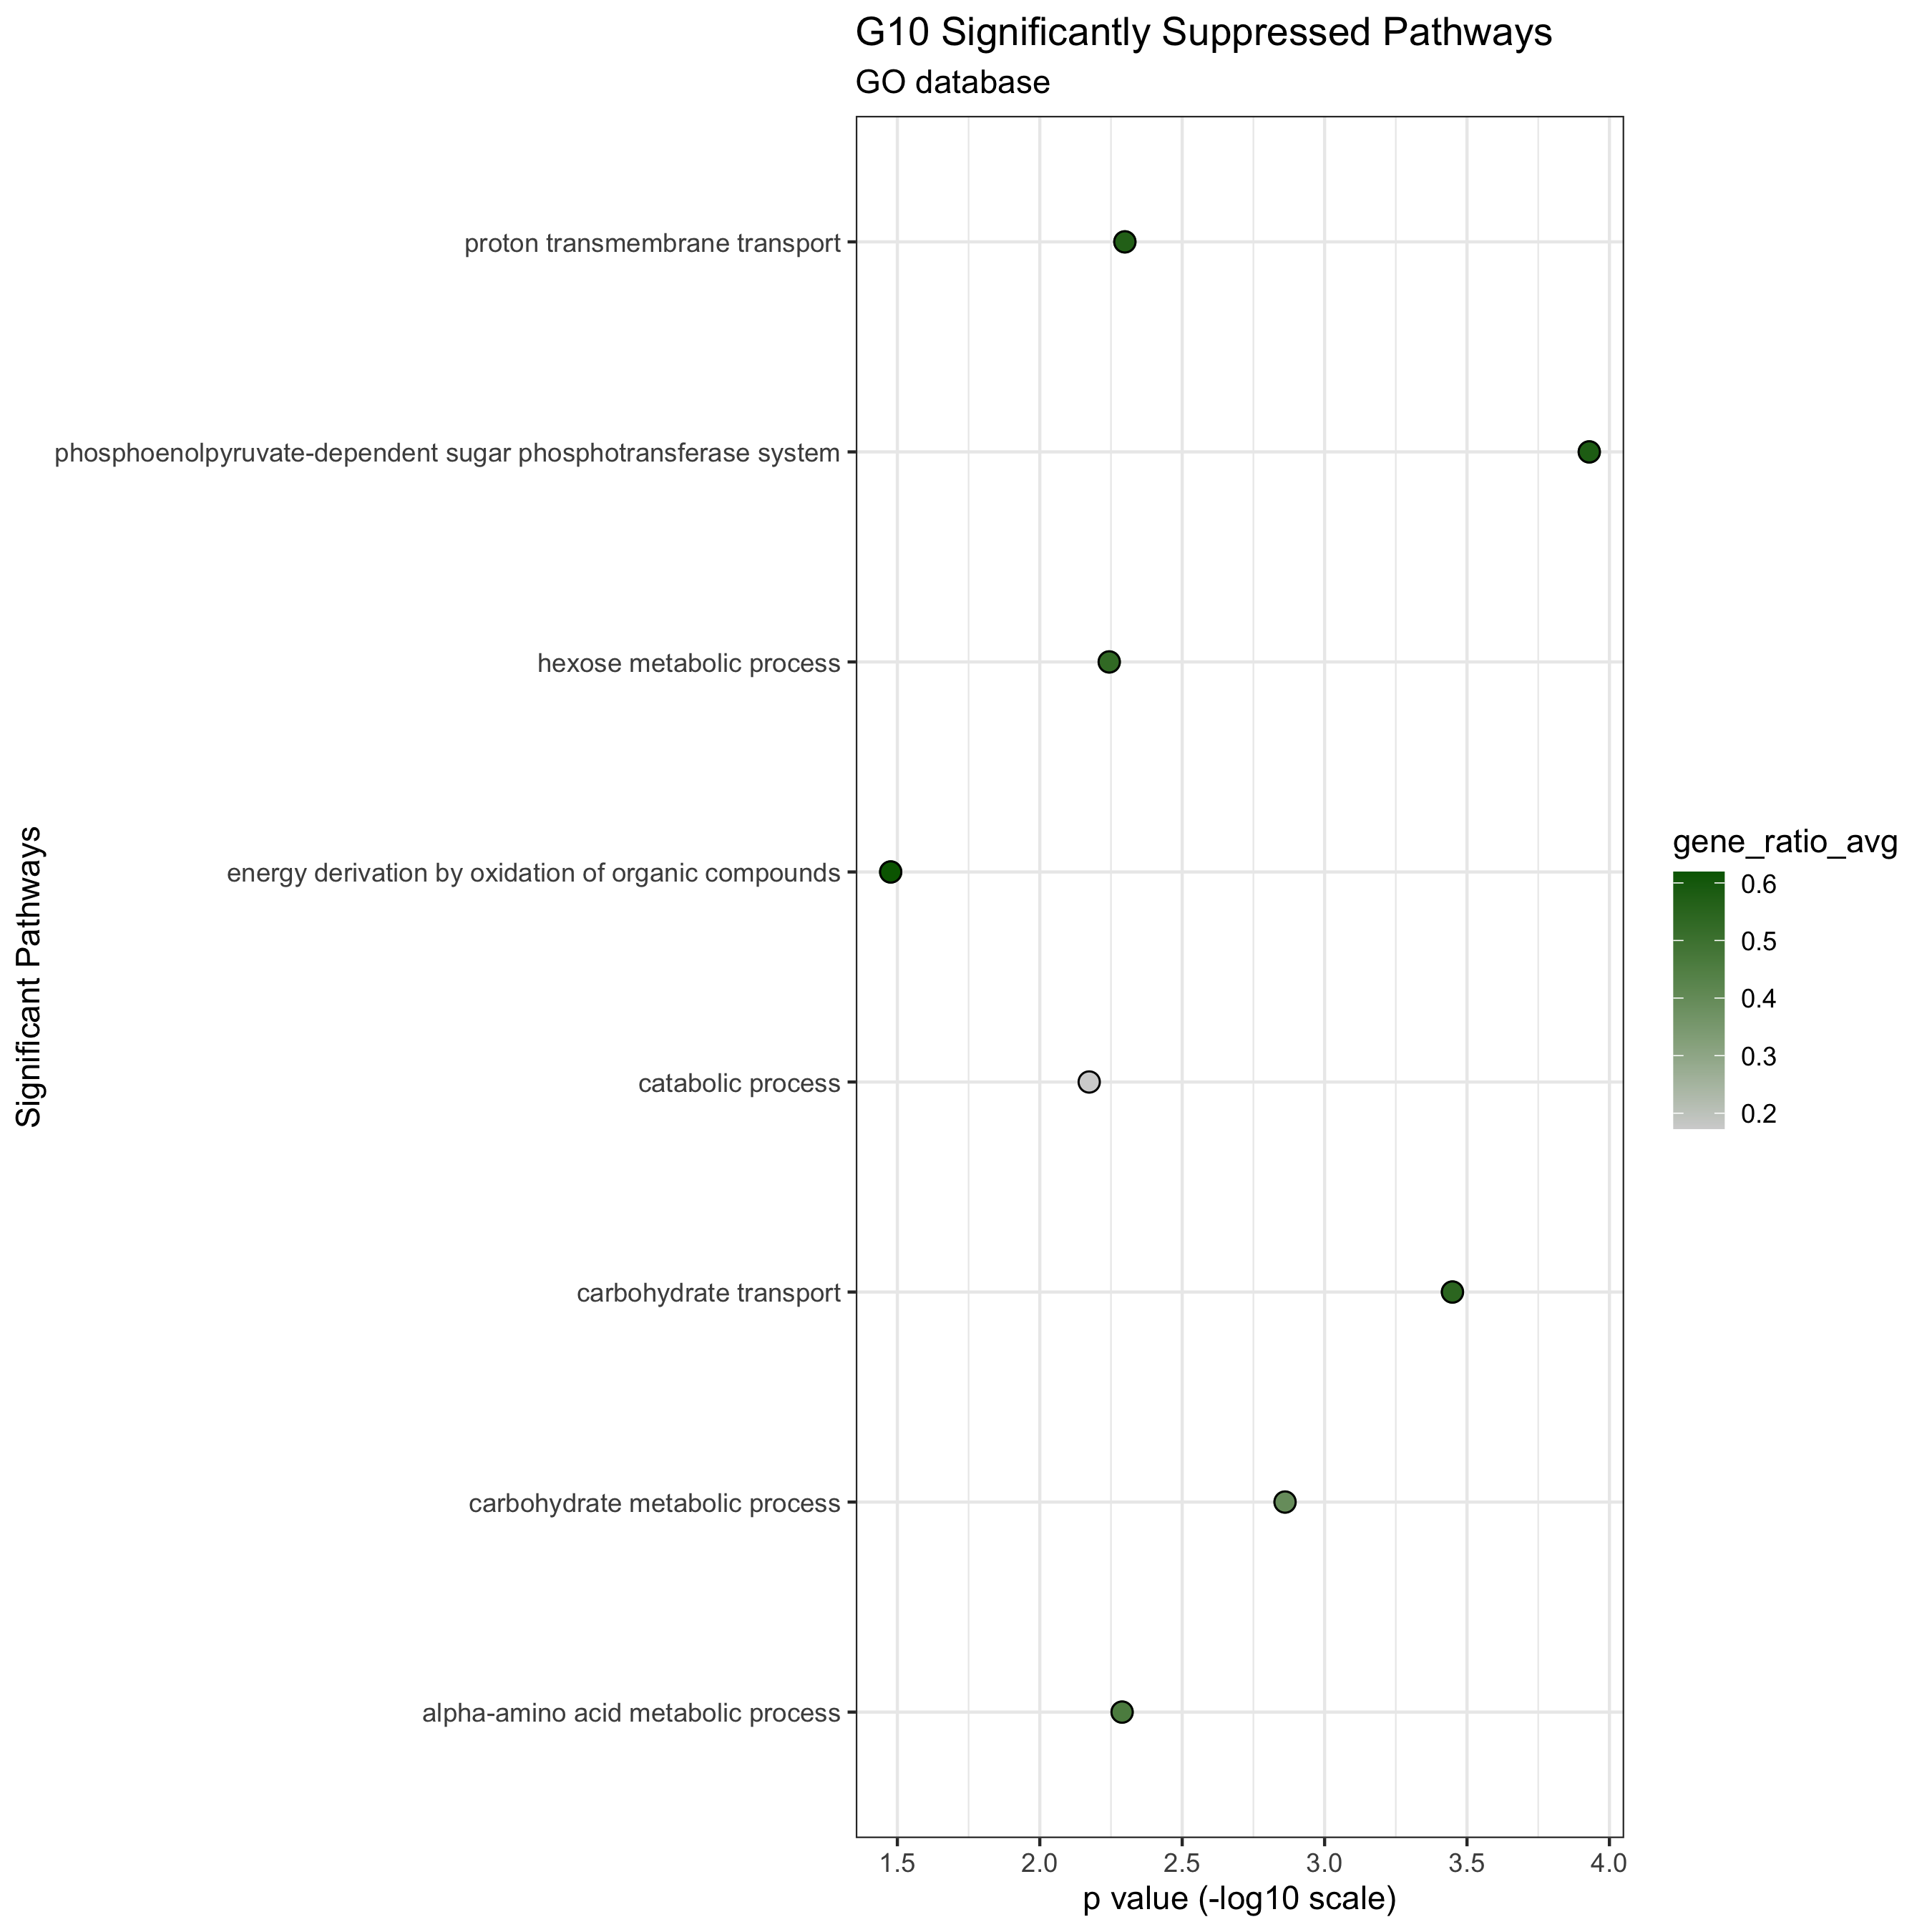 G10 Significantly Suppressed Pathways
GO database
Significant Pathways
proton transmembrane transport
phosphoenolpyruvate-dependent sugar phosphotransferase system
hexose metabolic process
energy derivation by oxidation of organic compounds
catabolic process
carbohydrate transport
carbohydrate metabolic process
alpha-amino acid metabolic process
1.5 2.0 2.5 3.0 3.5 4.0
p value (-log10 scale)
gene_ratio_avg
0.6
0.5
0.4
0.3
0.2